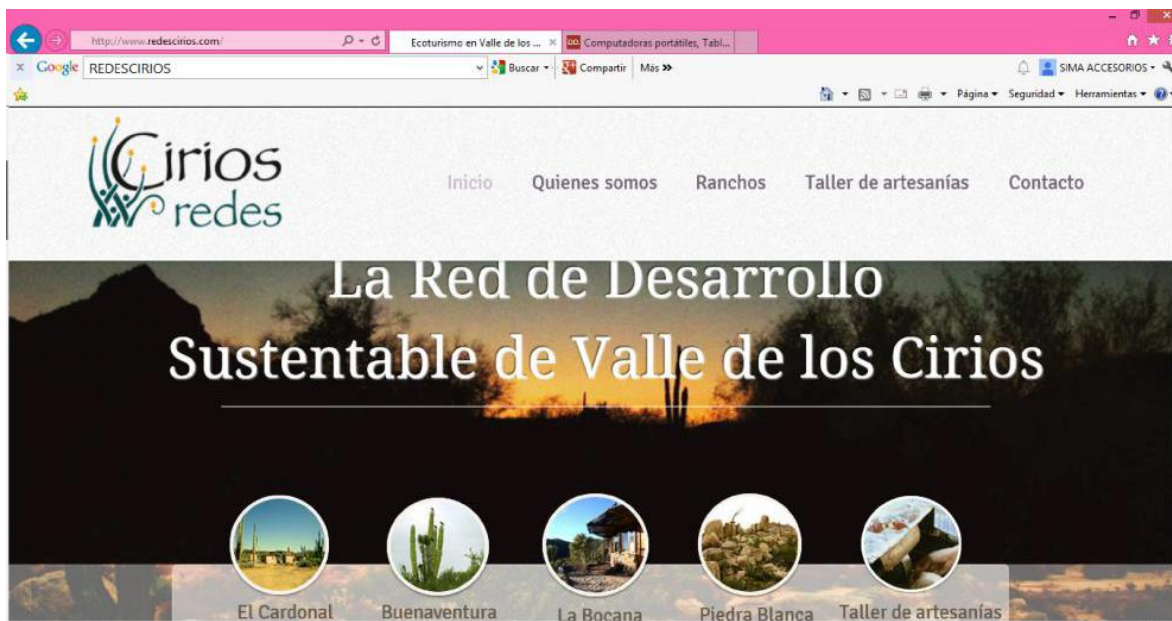 http://www.redescirios.com/
Ecoturismo en Valle de los ...
DD.
Computadoras portátiles, Tabl...
x Google REDESCIRIOS Buscar Compartir Más »
SIMA ACCESORIOS
Página Seguridad Herramientas
Cirios
redes
Inicio Quienes somos Ranchos Taller de artesanías Contacto
La Red de Desarrollo
Sustentable de Valle de los Cirios
El Cardonal Buenaventura La Bocana Piedra Blanca Taller de artesanías